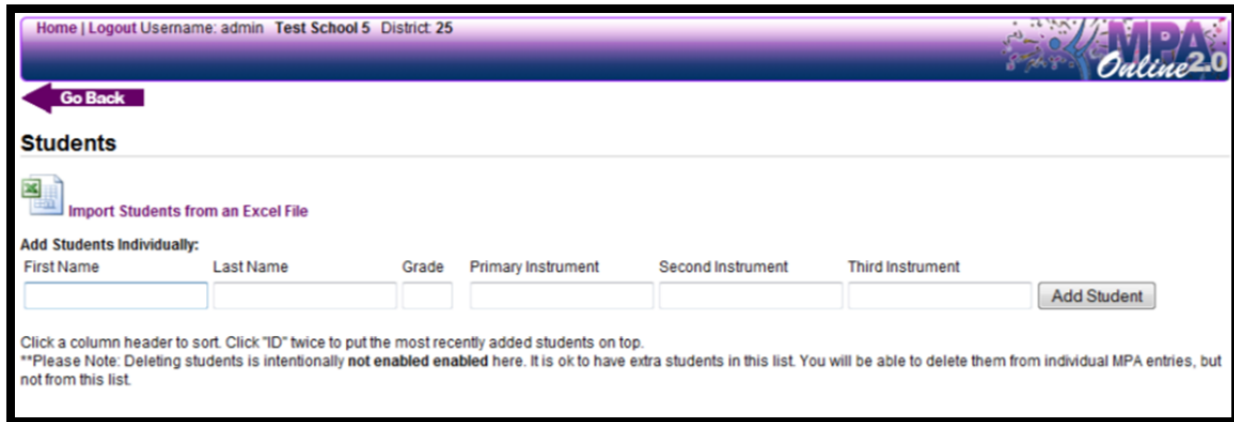 Home | Logout Username: admin Test School 5 District: 25
MPA
Online 2.0
Go Back
Students
Import Students from an Excel File
Add Students Individually:
First Name Last Name Grade Primary Instrument Second Instrument Third Instrument
Add Student
Click a column header to sort. Click "ID" twice to put the most recently added students on top.
**Please Note: Deleting students is intentionally not enabled enabled here. It is ok to have extra students in this list. You will be able to delete them from individual MPA entries, but
not from this list.